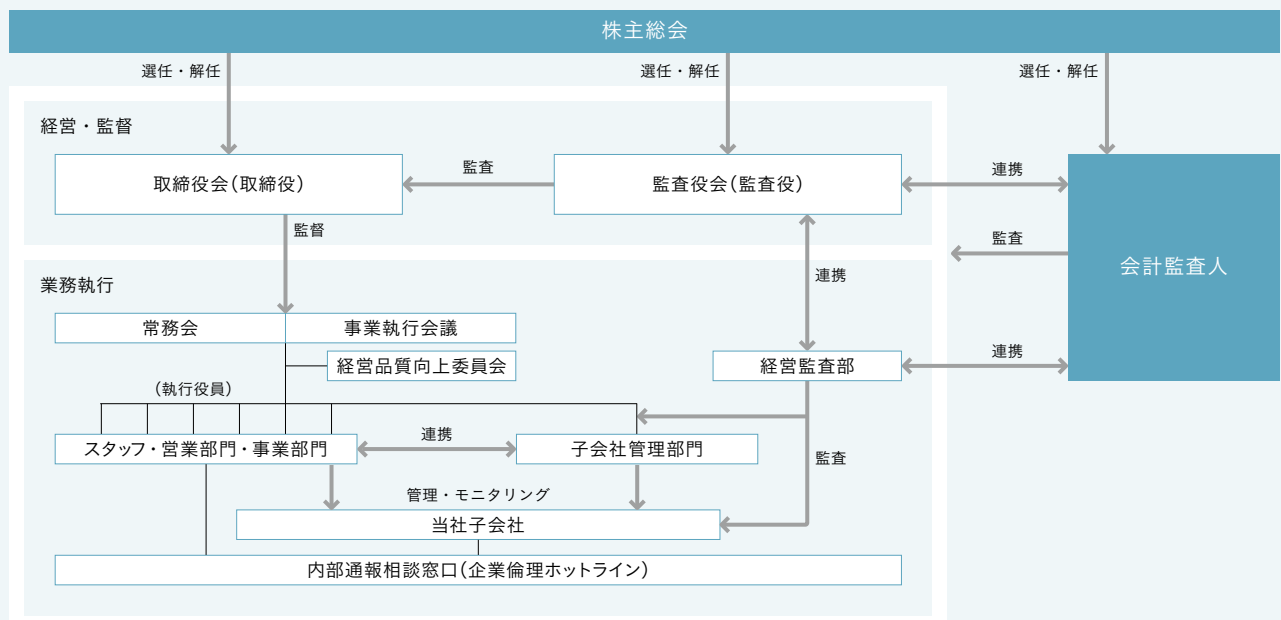 株主総会
選任・解任
選任・解任
選任・解任
経営・監督
取締役会(取締役)
監査
監査役会(監査役)
連携
監督
監査
会計監査人
業務執行
連携
常務会
事業執行会議
経営品質向上委員会
経営監査部
連携
(執行役員)
スタッフ・営業部門・事業部門
連携
子会社管理部門
監査
管理・モニタリング
当社子会社
内部通報相談窓口(企業倫理ホットライン)